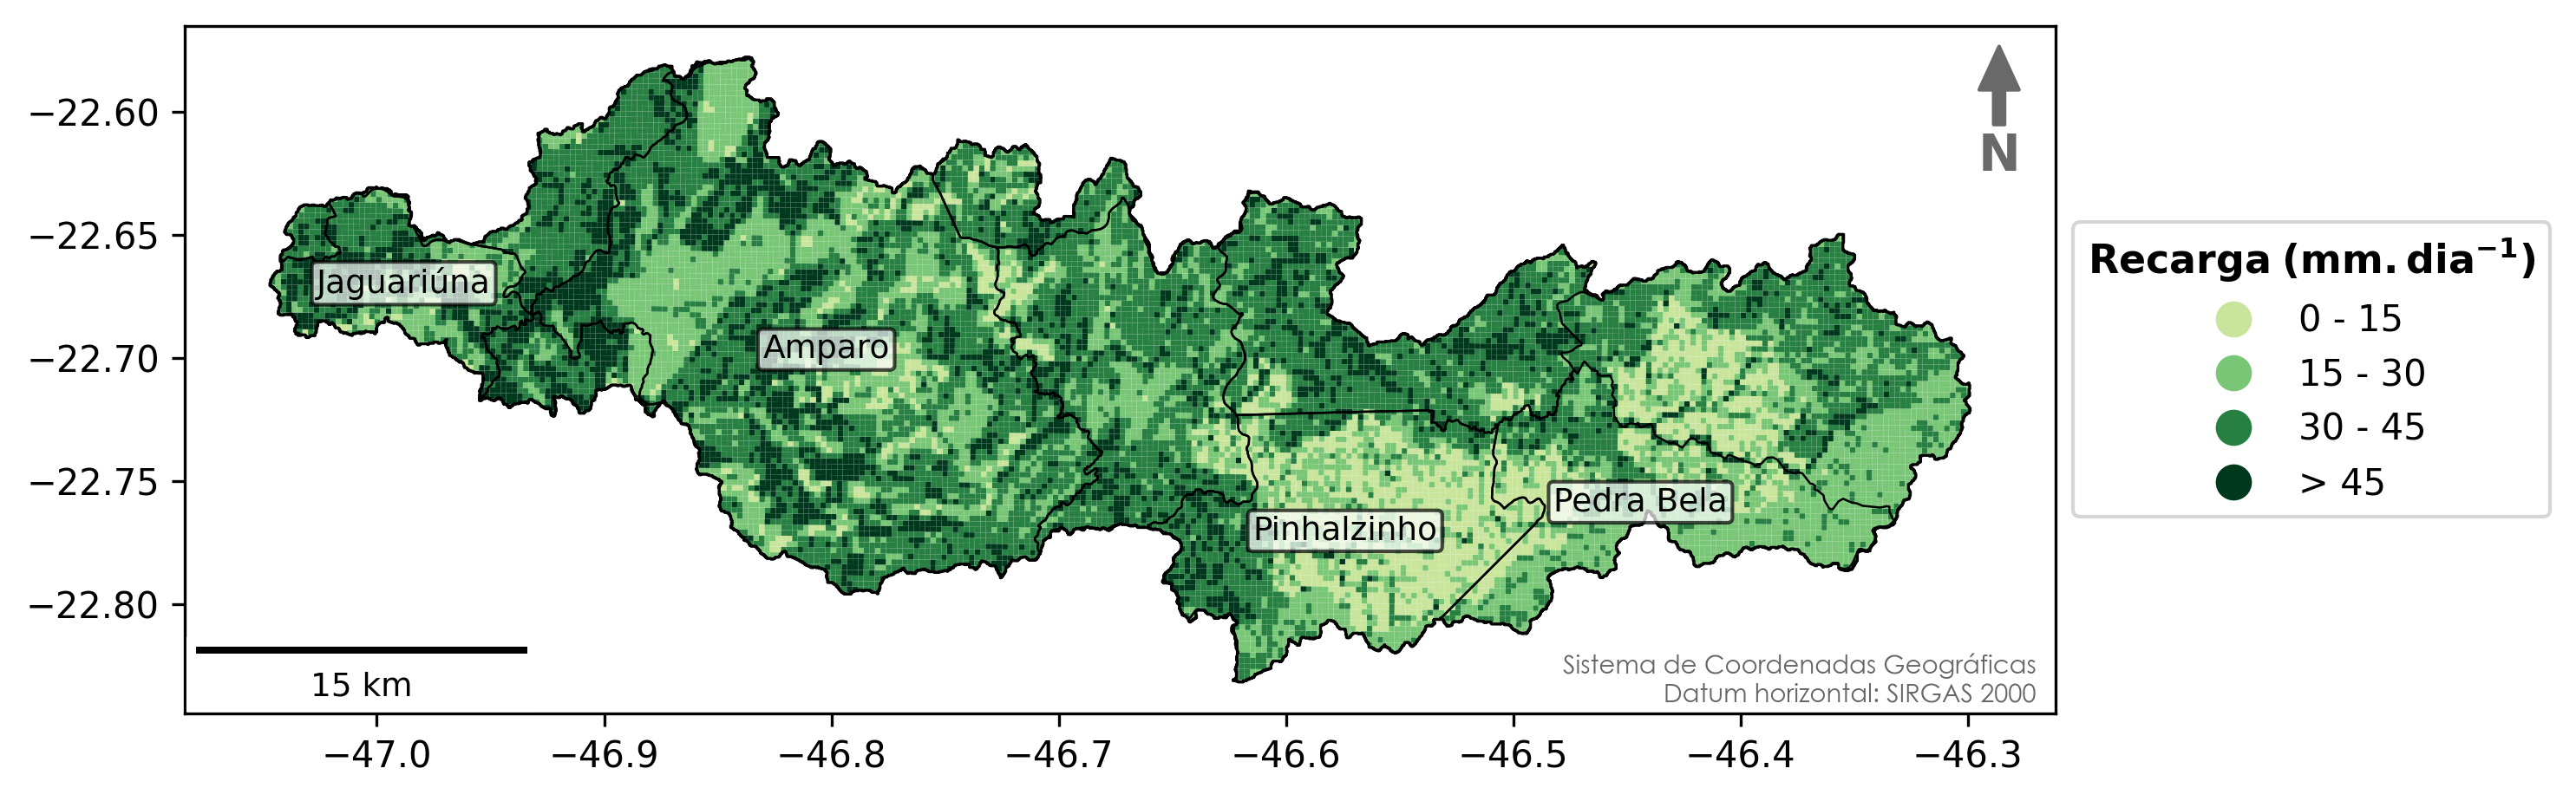 −22.60
−22.65
−22.70
−22.75
−22.80
N
Jaguariúna
Amparo
Pedra Bela
Pinhalzinho
15 km
Sistema de Coordenadas Geográficas
Datum horizontal: SIRGAS 2000
−47.0 −46.9 −46.8 −46.7 −46.6 −46.5 −46.4 −46.3
Recarga (mm. dia⁻¹)
0 - 15
15 - 30
30 - 45
> 45